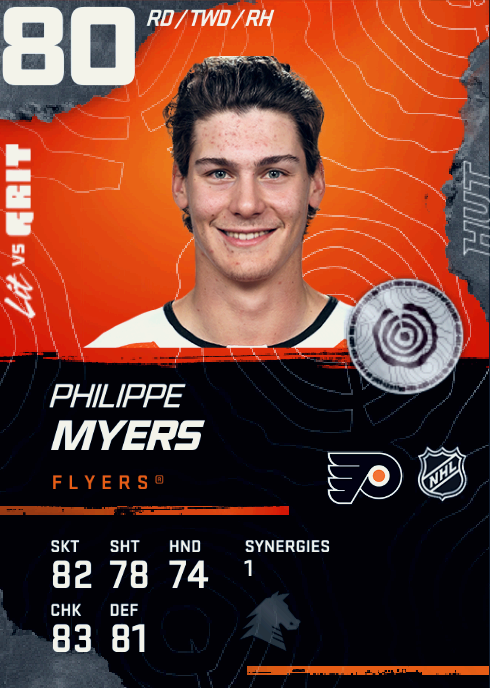 80
RD / TWD / RH
Lit vs GRIT
HUT
PHILIPPE
MYERS
FLYERS®
NHL
SKT SHT HND SYNERGIES
82 78 74 1
CHK DEF
83 81